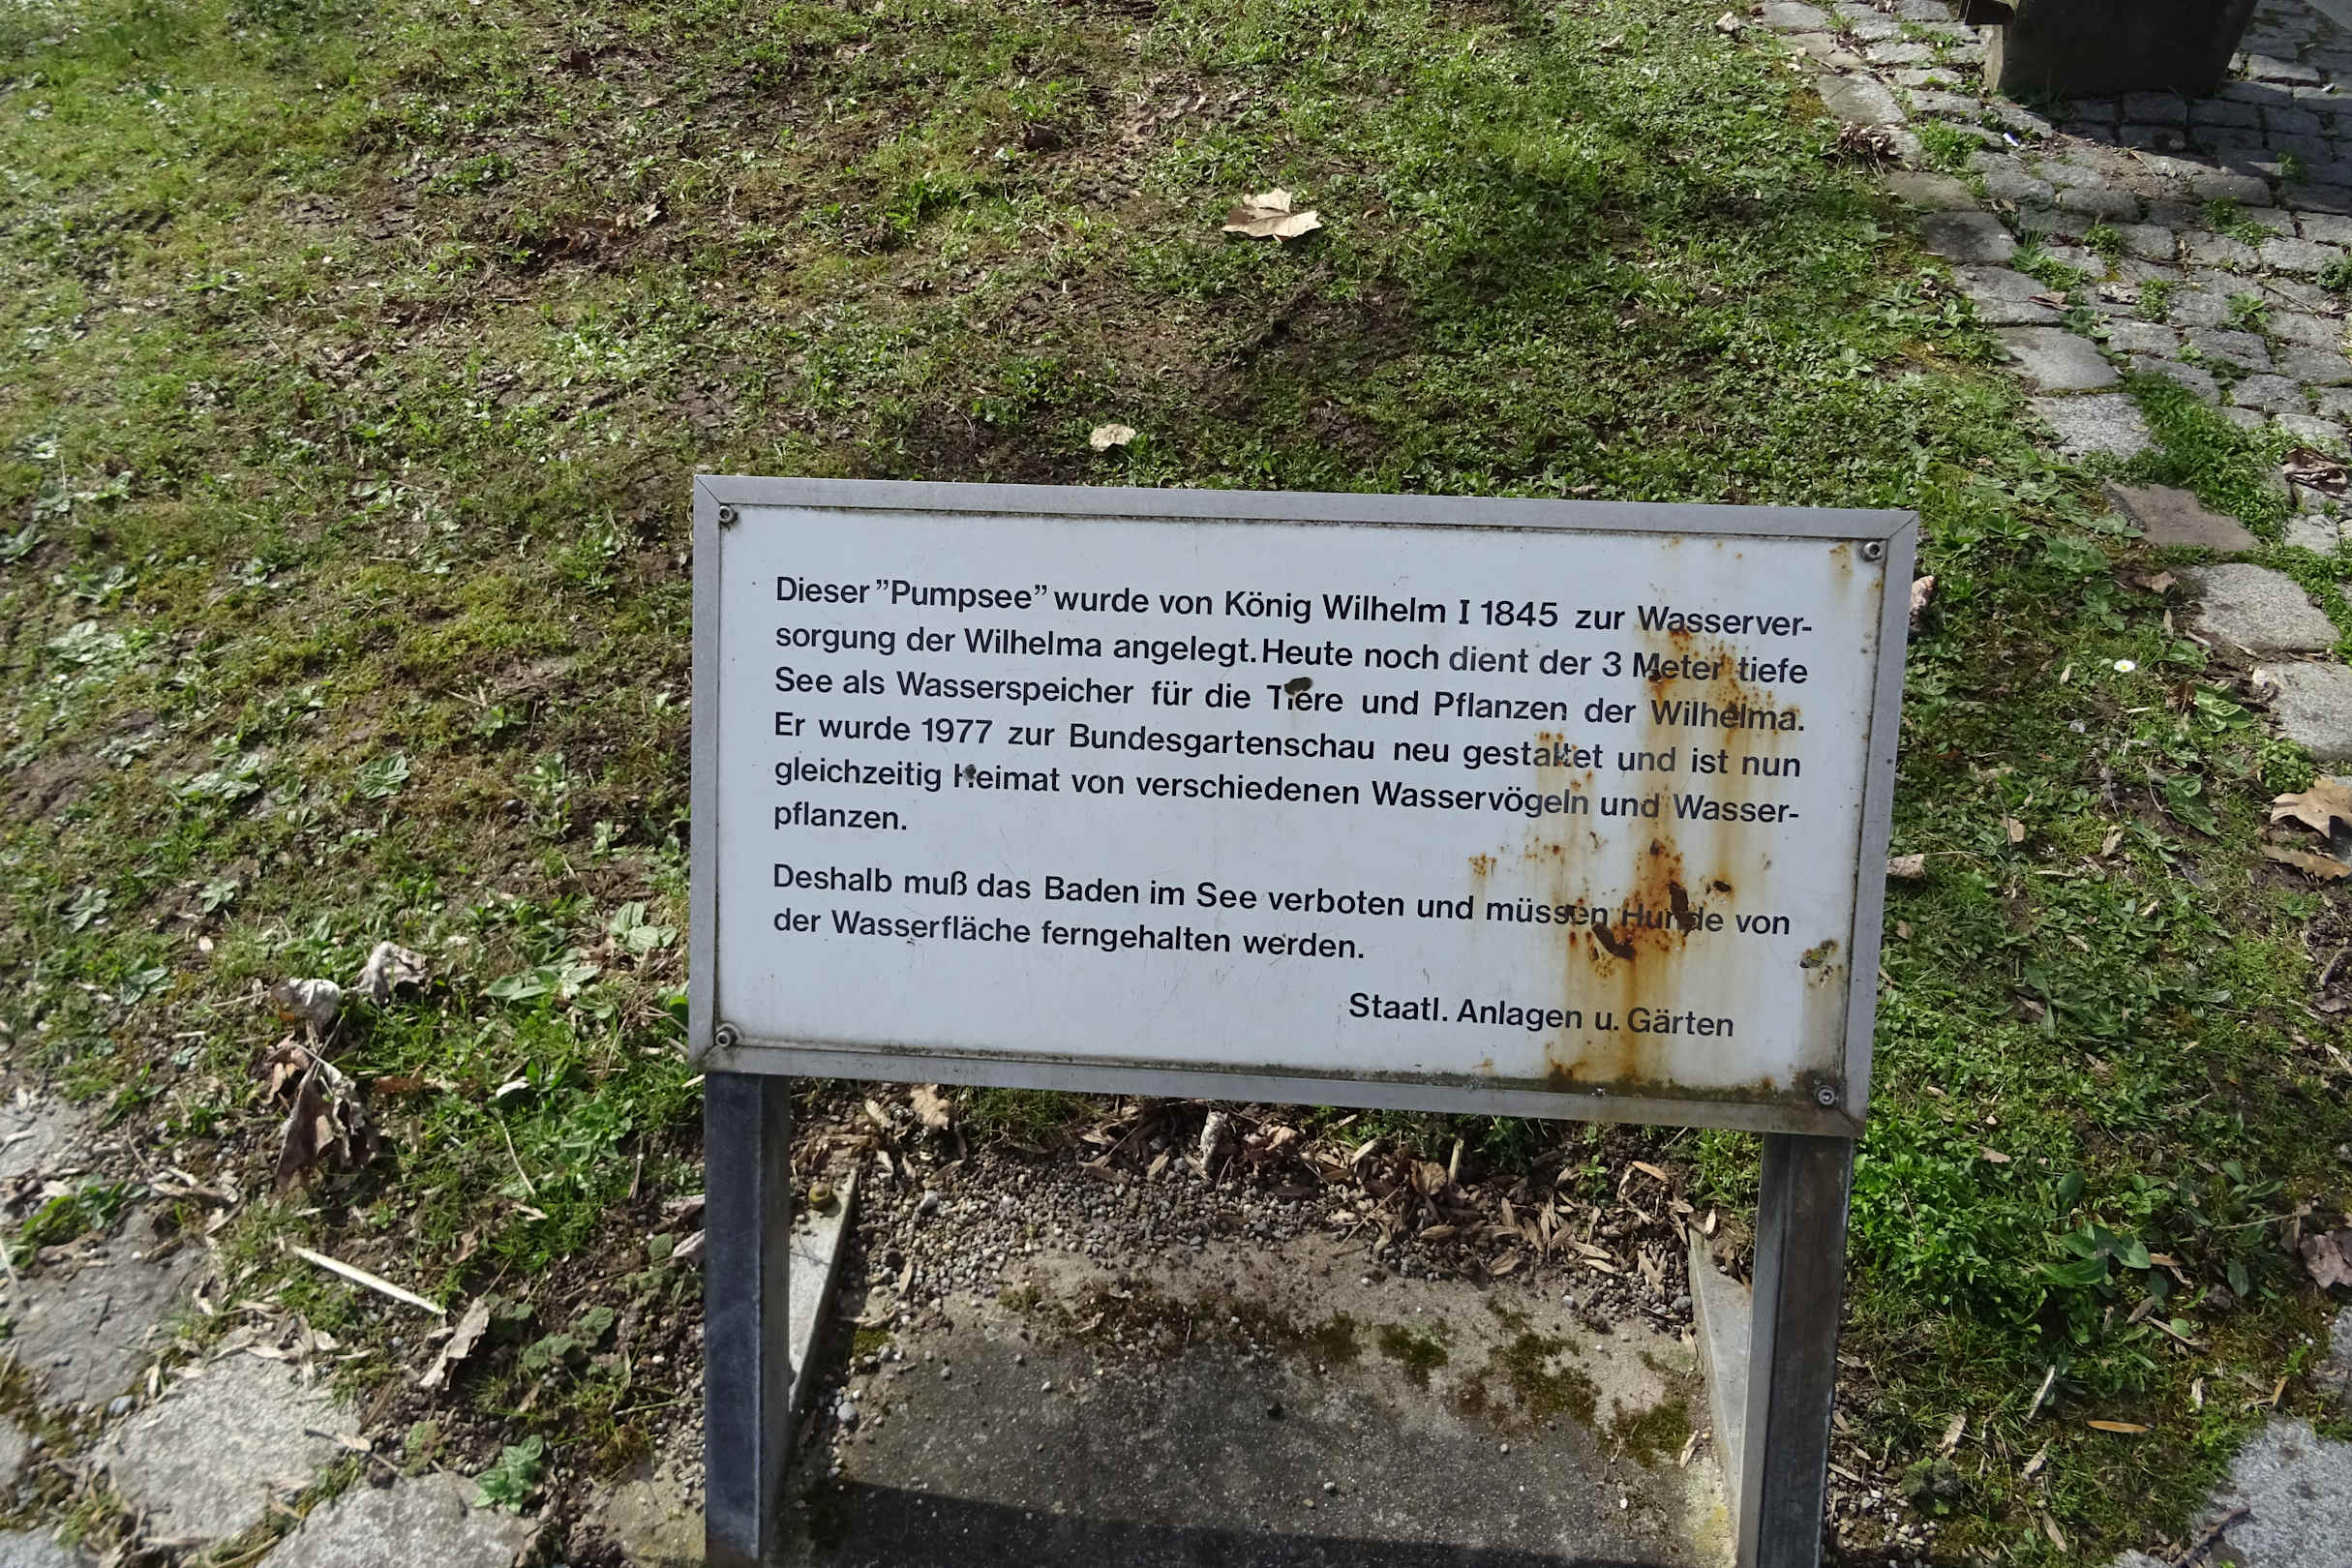 Dieser ”Pumpsee” wurde von König Wilhelm I 1845 zur Wasserver-
sorgung der Wilhelma angelegt. Heute noch dient der 3 Meter tiefe
See als Wasserspeicher für die Tiere und Pflanzen der Wilhelma.
Er wurde 1977 zur Bundesgartenschau neu gestaltet und ist nun
gleichzeitig Heimat von verschiedenen Wasservögeln und Wasser-
pflanzen.
Deshalb muß das Baden im See verboten und müssen Hunde von
der Wasserfläche ferngehalten werden.
Staatl. Anlagen u. Gärten